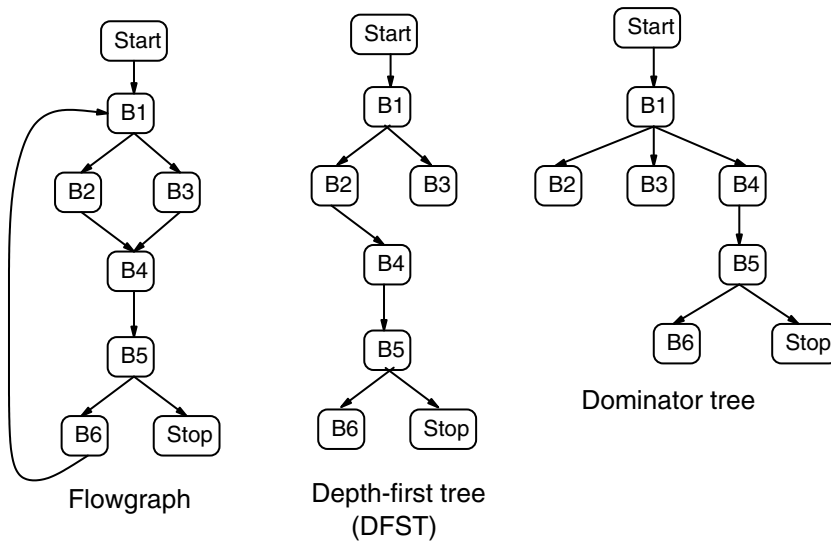 Start
B1
B2
B3
B4
B5
B6
Stop
Flowgraph
Start
B1
B2
B3
B4
B5
B6
Stop
Depth-first tree
(DFST)
Start
B1
B2
B3
B4
B5
B6
Stop
Dominator tree